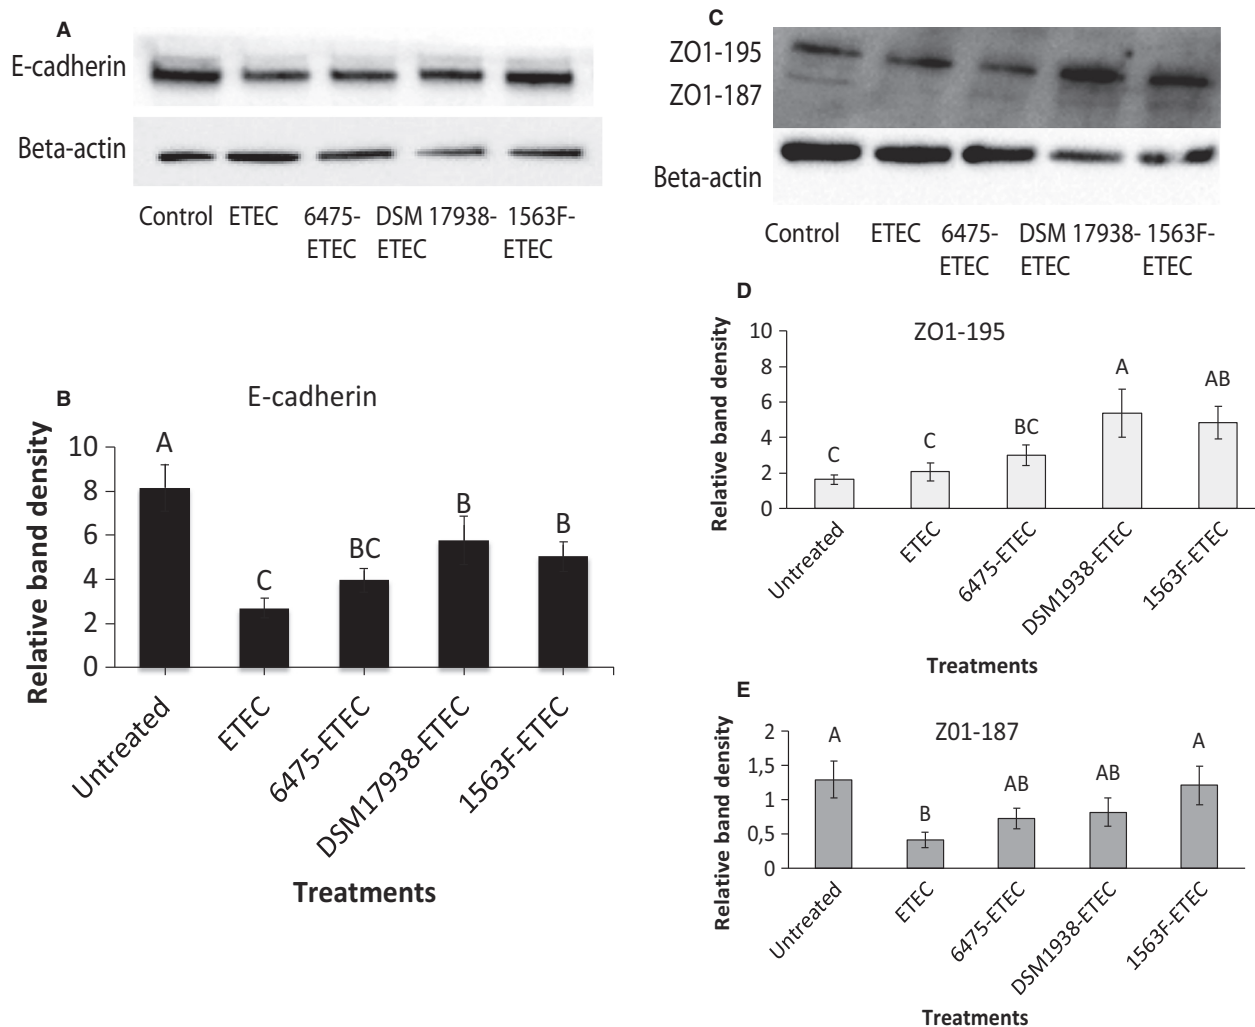 A
E-cadherin
Beta-actin
Control ETEC 6475- DSM 17938- 1563F-
ETEC ETEC ETEC
B
E-cadherin
Relative band density
10
8
6
4
2
0
A
C
BC
B
B
Untreated
ETEC
6475-ETEC
DSM17938-ETEC
1563F-ETEC
Treatments
C
ZO1-195
ZO1-187
Beta-actin
Control ETEC 6475- DSM 17938- 1563F-
ETEC ETEC ETEC
D
ZO1-195
Relative band density
10
8
6
4
2
0
C
C
BC
A
AB
Untreated
ETEC
6475-ETEC
DSM1938-ETEC
1563F-ETEC
Treatments
E
Z01-187
Relative band density
2
1,5
1
0,5
0
A
B
AB
AB
A
Untreated
ETEC
6475-ETEC
DSM1938-ETEC
1563F-ETEC
Treatments